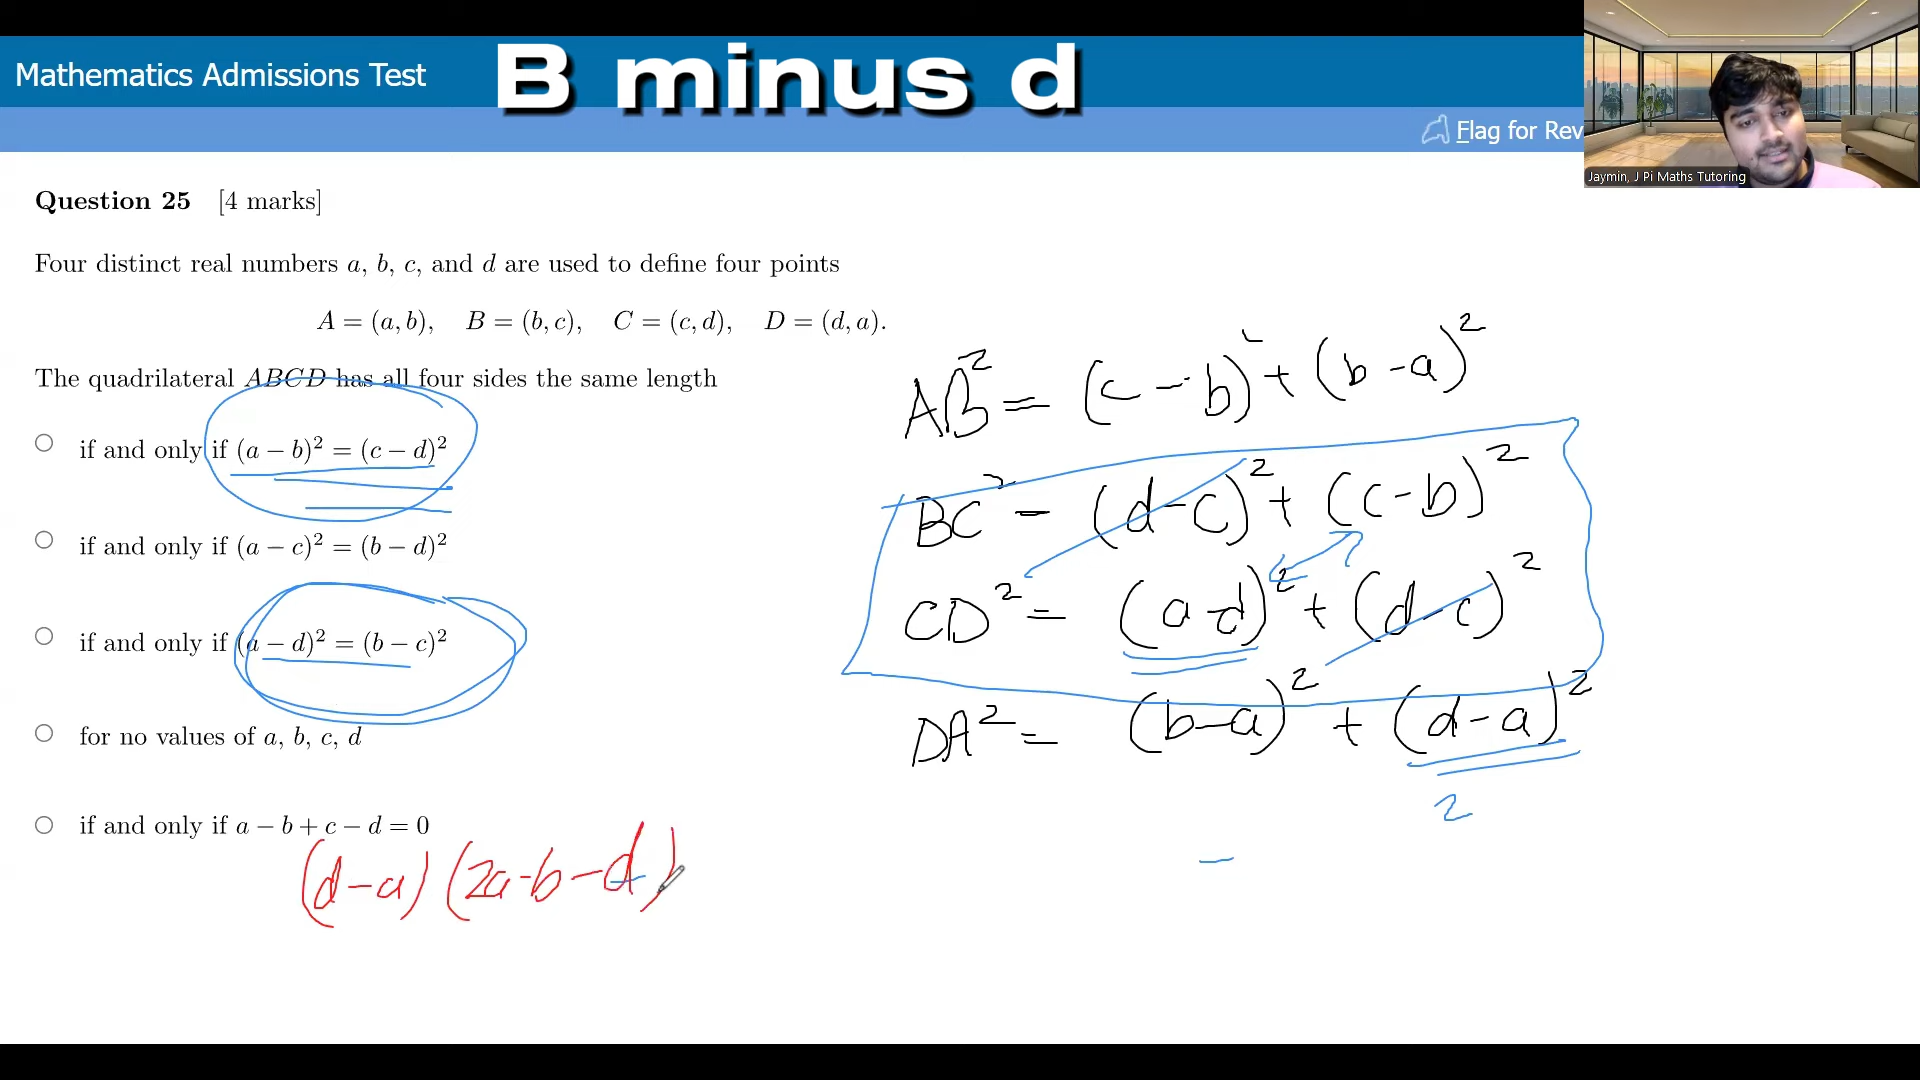 Mathematics Admissions Test
B minus d
Flag for Rev
Jaymin, J Pi Maths Tutoring
Question 25 [4 marks]
Four distinct real numbers a, b, c, and d are used to define four points
A = (a, b), B = (b, c), C = (c, d), D = (d, a).
The quadrilateral ABCD has all four sides the same length
if and only if (a − b)² = (c − d)²
if and only if (a − c)² = (b − d)²
if and only if (a − d)² = (b − c)²
for no values of a, b, c, d
if and only if a − b + c − d = 0
(d-a) (2a-b-d)
AB² = (c-b)² + (b-a)²
BC² - (d-c)² + (c-b)²
CD² = (a-d)² + (d-c)²
DA² = (b-a)² + (d-a)²
2
-